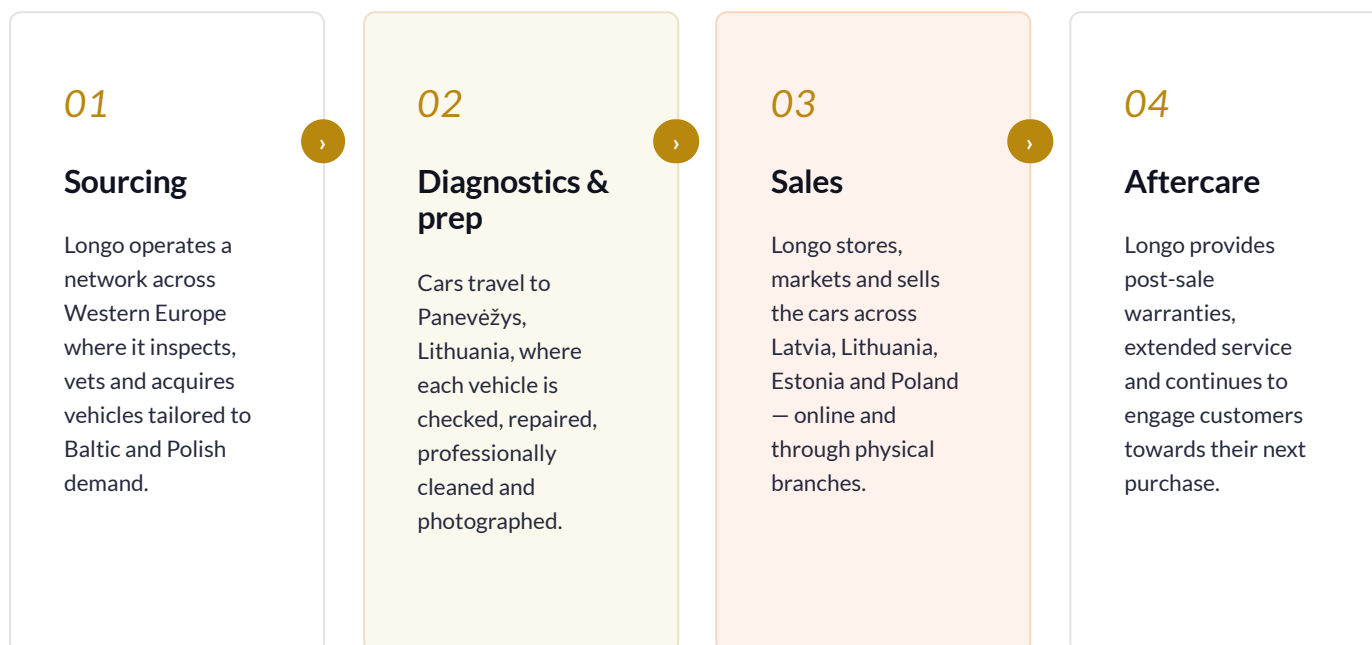 01
Sourcing
Longo operates a
network across
Western Europe
where it inspects,
vets and acquires
vehicles tailored to
Baltic and Polish
demand.
›
02
Diagnostics &
prep
Cars travel to
Panevėžys,
Lithuania, where
each vehicle is
checked, repaired,
professionally
cleaned and
photographed.
›
03
Sales
Longo stores,
markets and sells
the cars across
Latvia, Lithuania,
Estonia and Poland
— online and
through physical
branches.
›
04
Aftercare
Longo provides
post-sale
warranties,
extended service
and continues to
engage customers
towards their next
purchase.